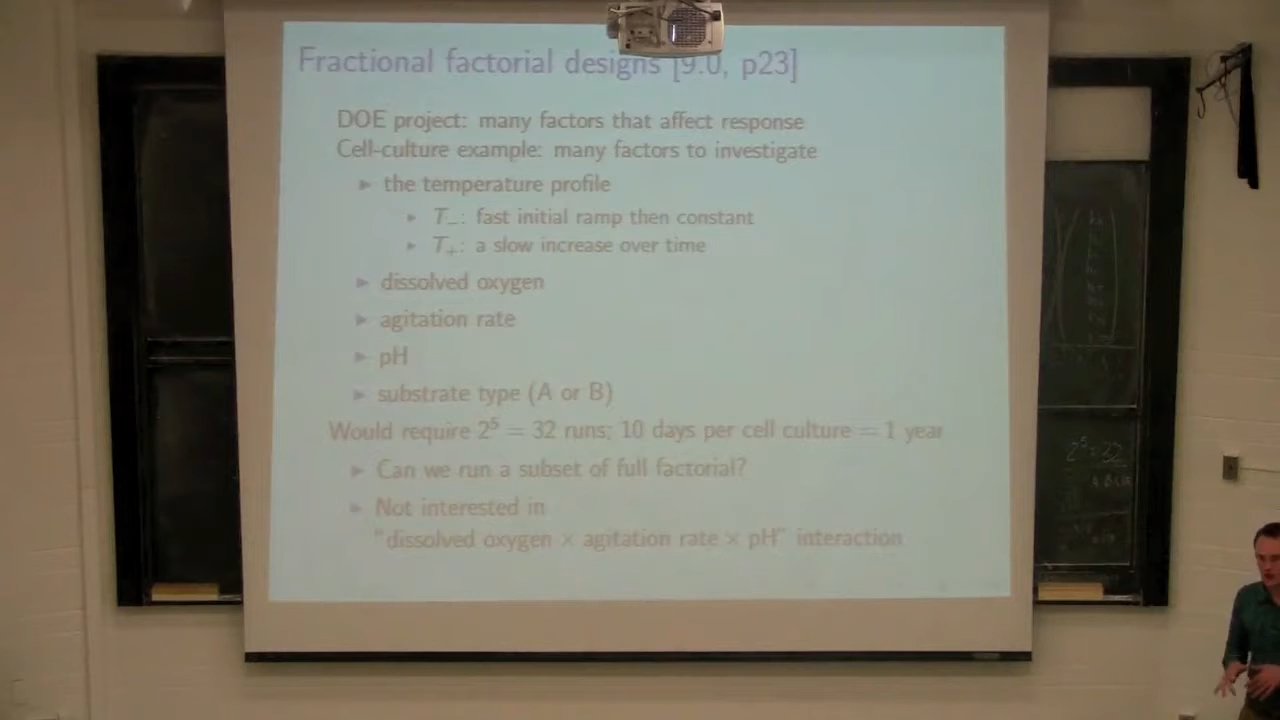 Fractional factorial designs [9.0, p23]
DOE project: many factors that affect response
Cell-culture example: many factors to investigate
▸ the temperature profile
▸ T₋: fast initial ramp then constant
▸ T₊: a slow increase over time
▸ dissolved oxygen
▸ agitation rate
▸ pH
▸ substrate type (A or B)
Would require 2⁵ = 32 runs; 10 days per cell culture = 1 year
▸ Can we run a subset of full factorial?
▸ Not interested in
"dissolved oxygen × agitation rate × pH" interaction
2⁵=32